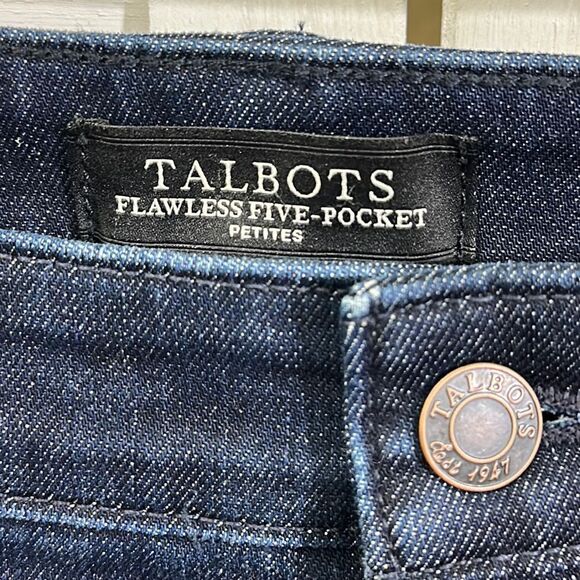 TALBOTS
FLAWLESS FIVE-POCKET
PETITES
TALBOTS
Est. 1947